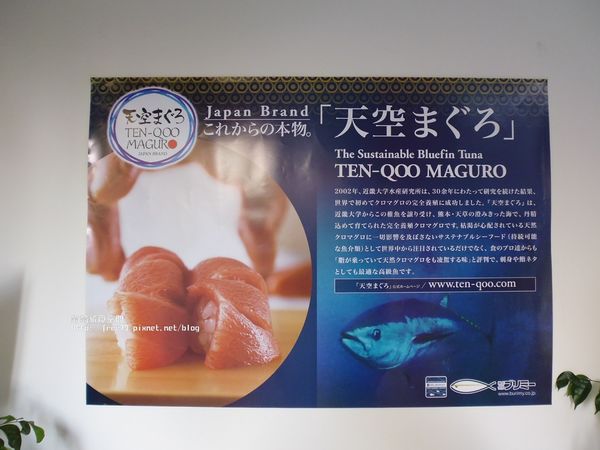 天空まぐろ
TEN-QOO
MAGURO
JAPAN BRAND
Japan Brand
これからの本物。
「天空まぐろ」
The Sustainable Bluefin Tuna
TEN-QOO MAGURO
2002年、近畿大学水産研究所は、30余年にわたって研究を続けた結果、
世界で初めてクロマグロの完全養殖に成功しました。「天空まぐろ」は、
近畿大学からこの稚魚を譲り受け、熊本・天草の澄みきった海で、丹精
込めて育てられた完全養殖クロマグロです。枯渇が心配されている天然
クロマグロに一切影響を及ぼさないサステナブルシーフード（持続可能
な魚介類）として世界中から注目されているだけでなく、食のプロ達からも
「脂が乗っていて天然クロマグロをも凌駕する味」と評判で、刺身や鮨ネタ
としても最適な高級魚です。
「天空まぐろ」公式ホームページ／ www.ten-qoo.com
ブリミー
www.burimy.co.jp
pixnet.net/blog